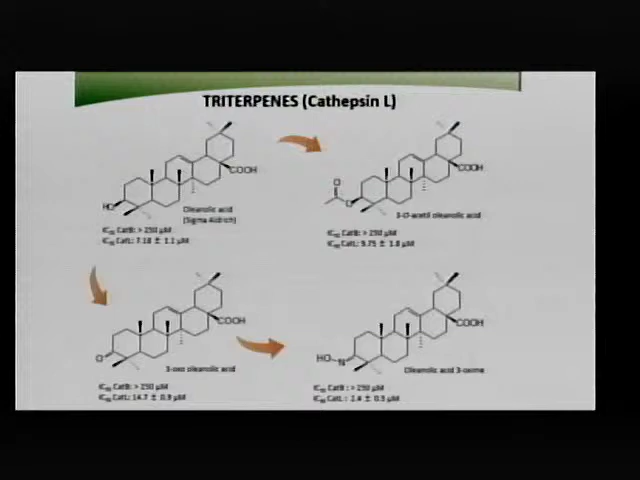 TRITERPENES (Cathepsin L)
COOH
HO
Oleanolic acid
(Sigma Aldrich)
IC50 CatB: > 250 µM
IC50 CatL: 7.18 ± 1.1 µM
COOH
O
O
3-O-acetil oleanolic acid
IC50 CatB: > 250 µM
IC50 CatL: 9.75 ± 1.8 µM
COOH
O
3-oxo oleanolic acid
IC50 CatB: > 250 µM
IC50 CatL: 14.7 ± 0.9 µM
COOH
HO
N
Oleanolic acid 3-oxime
IC50 CatB : > 250 µM
IC50 CatL : 2.4 ± 0.5 µM